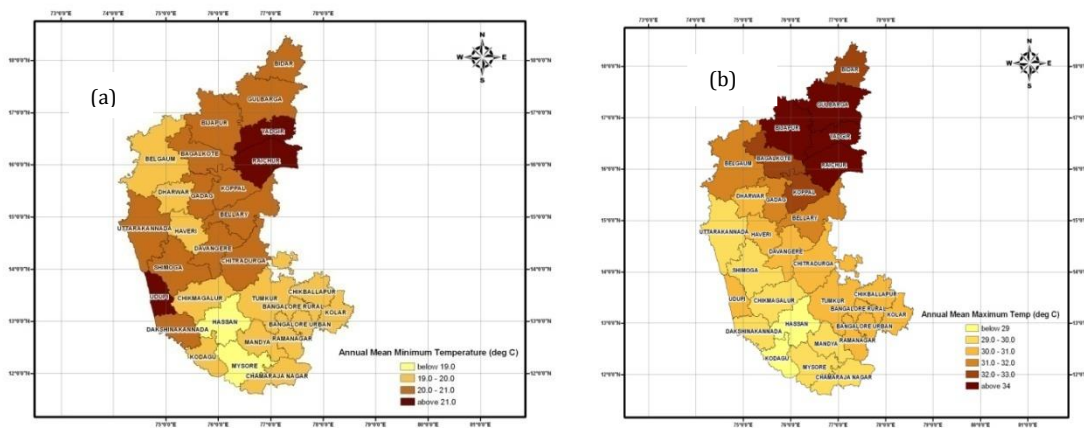 (a)
N
W E
S
BIDAR
GULBARGA
BIJAPUR
YADGIR
BAGALKOTE
RAICHUR
BELGAUM
DHARWAR
GADAG
KOPPAL
BELLARY
UTTARAKANNADA
HAVERI
DAVANGERE
SHIMOGA
CHITRADURGA
UDUPI
CHIKMAGALUR
TUMKUR
CHIKBALLAPUR
BANGALORE RURAL
KOLAR
HASSAN
BANGALORE URBAN
DAKSHINAKANNADA
MANDYA
RAMANAGAR
KODAGU
MYSORE
CHAMARAJA NAGAR
Annual Mean Minimum Temperature (deg C)
below 19.0
19.0 - 20.0
20.0 - 21.0
above 21.0
(b)
N
W E
S
BIDAR
GULBARGA
BIJAPUR
YADGIR
BAGALKOTE
RAICHUR
BELGAUM
KOPPAL
DHARWAR
GADAG
BELLARY
UTTARAKANNADA
HAVERI
DAVANGERE
CHITRADURGA
SHIMOGA
CHIKMAGALUR
TUMKUR
CHIKBALLAPUR
UDUPI
BANGALORE RURAL
KOLAR
HASSAN
BANGALORE URBAN
DAKSHINAKANNADA
MANDYA
RAMANAGAR
KODAGU
MYSORE
CHAMARAJA NAGAR
Annual Mean Maximum Temp (deg C)
below 29
29.0 - 30.0
30.0 - 31.0
31.0 - 32.0
32.0 - 33.0
above 34